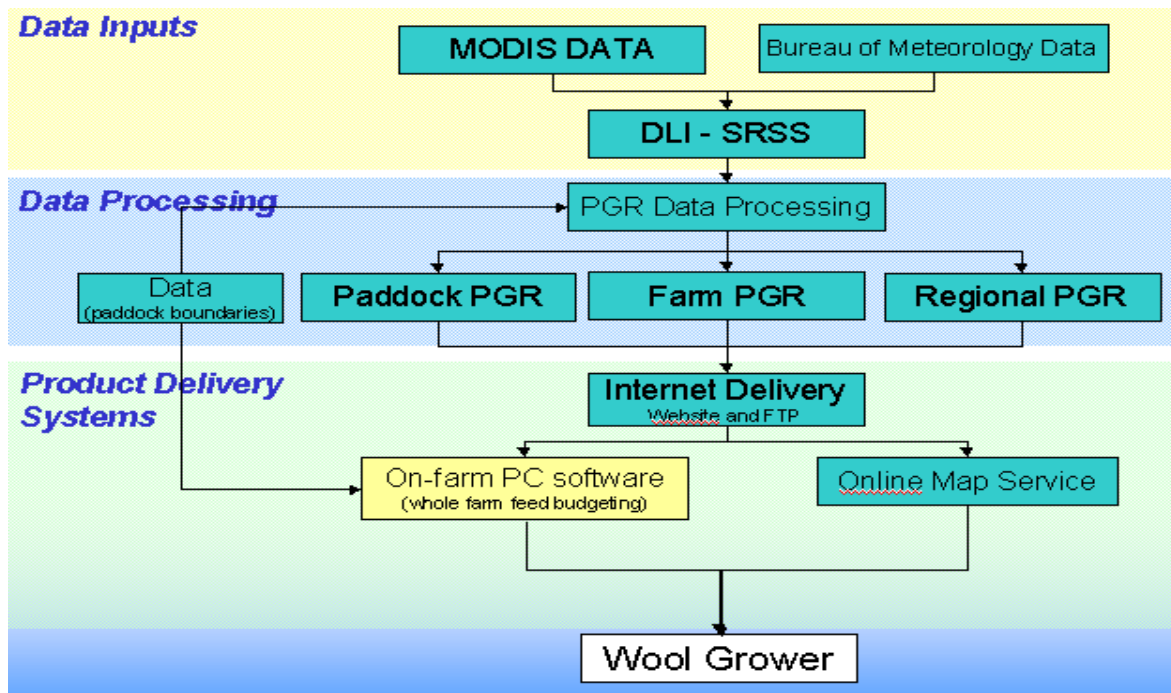 Data Inputs
MODIS DATA
Bureau of Meteorology Data
DLI - SRSS
Data Processing
PGR Data Processing
Data
(paddock boundaries)
Paddock PGR
Farm PGR
Regional PGR
Product Delivery
Systems
Internet Delivery
Website and FTP
On-farm PC software
(whole farm feed budgeting)
Online Map Service
Wool Grower